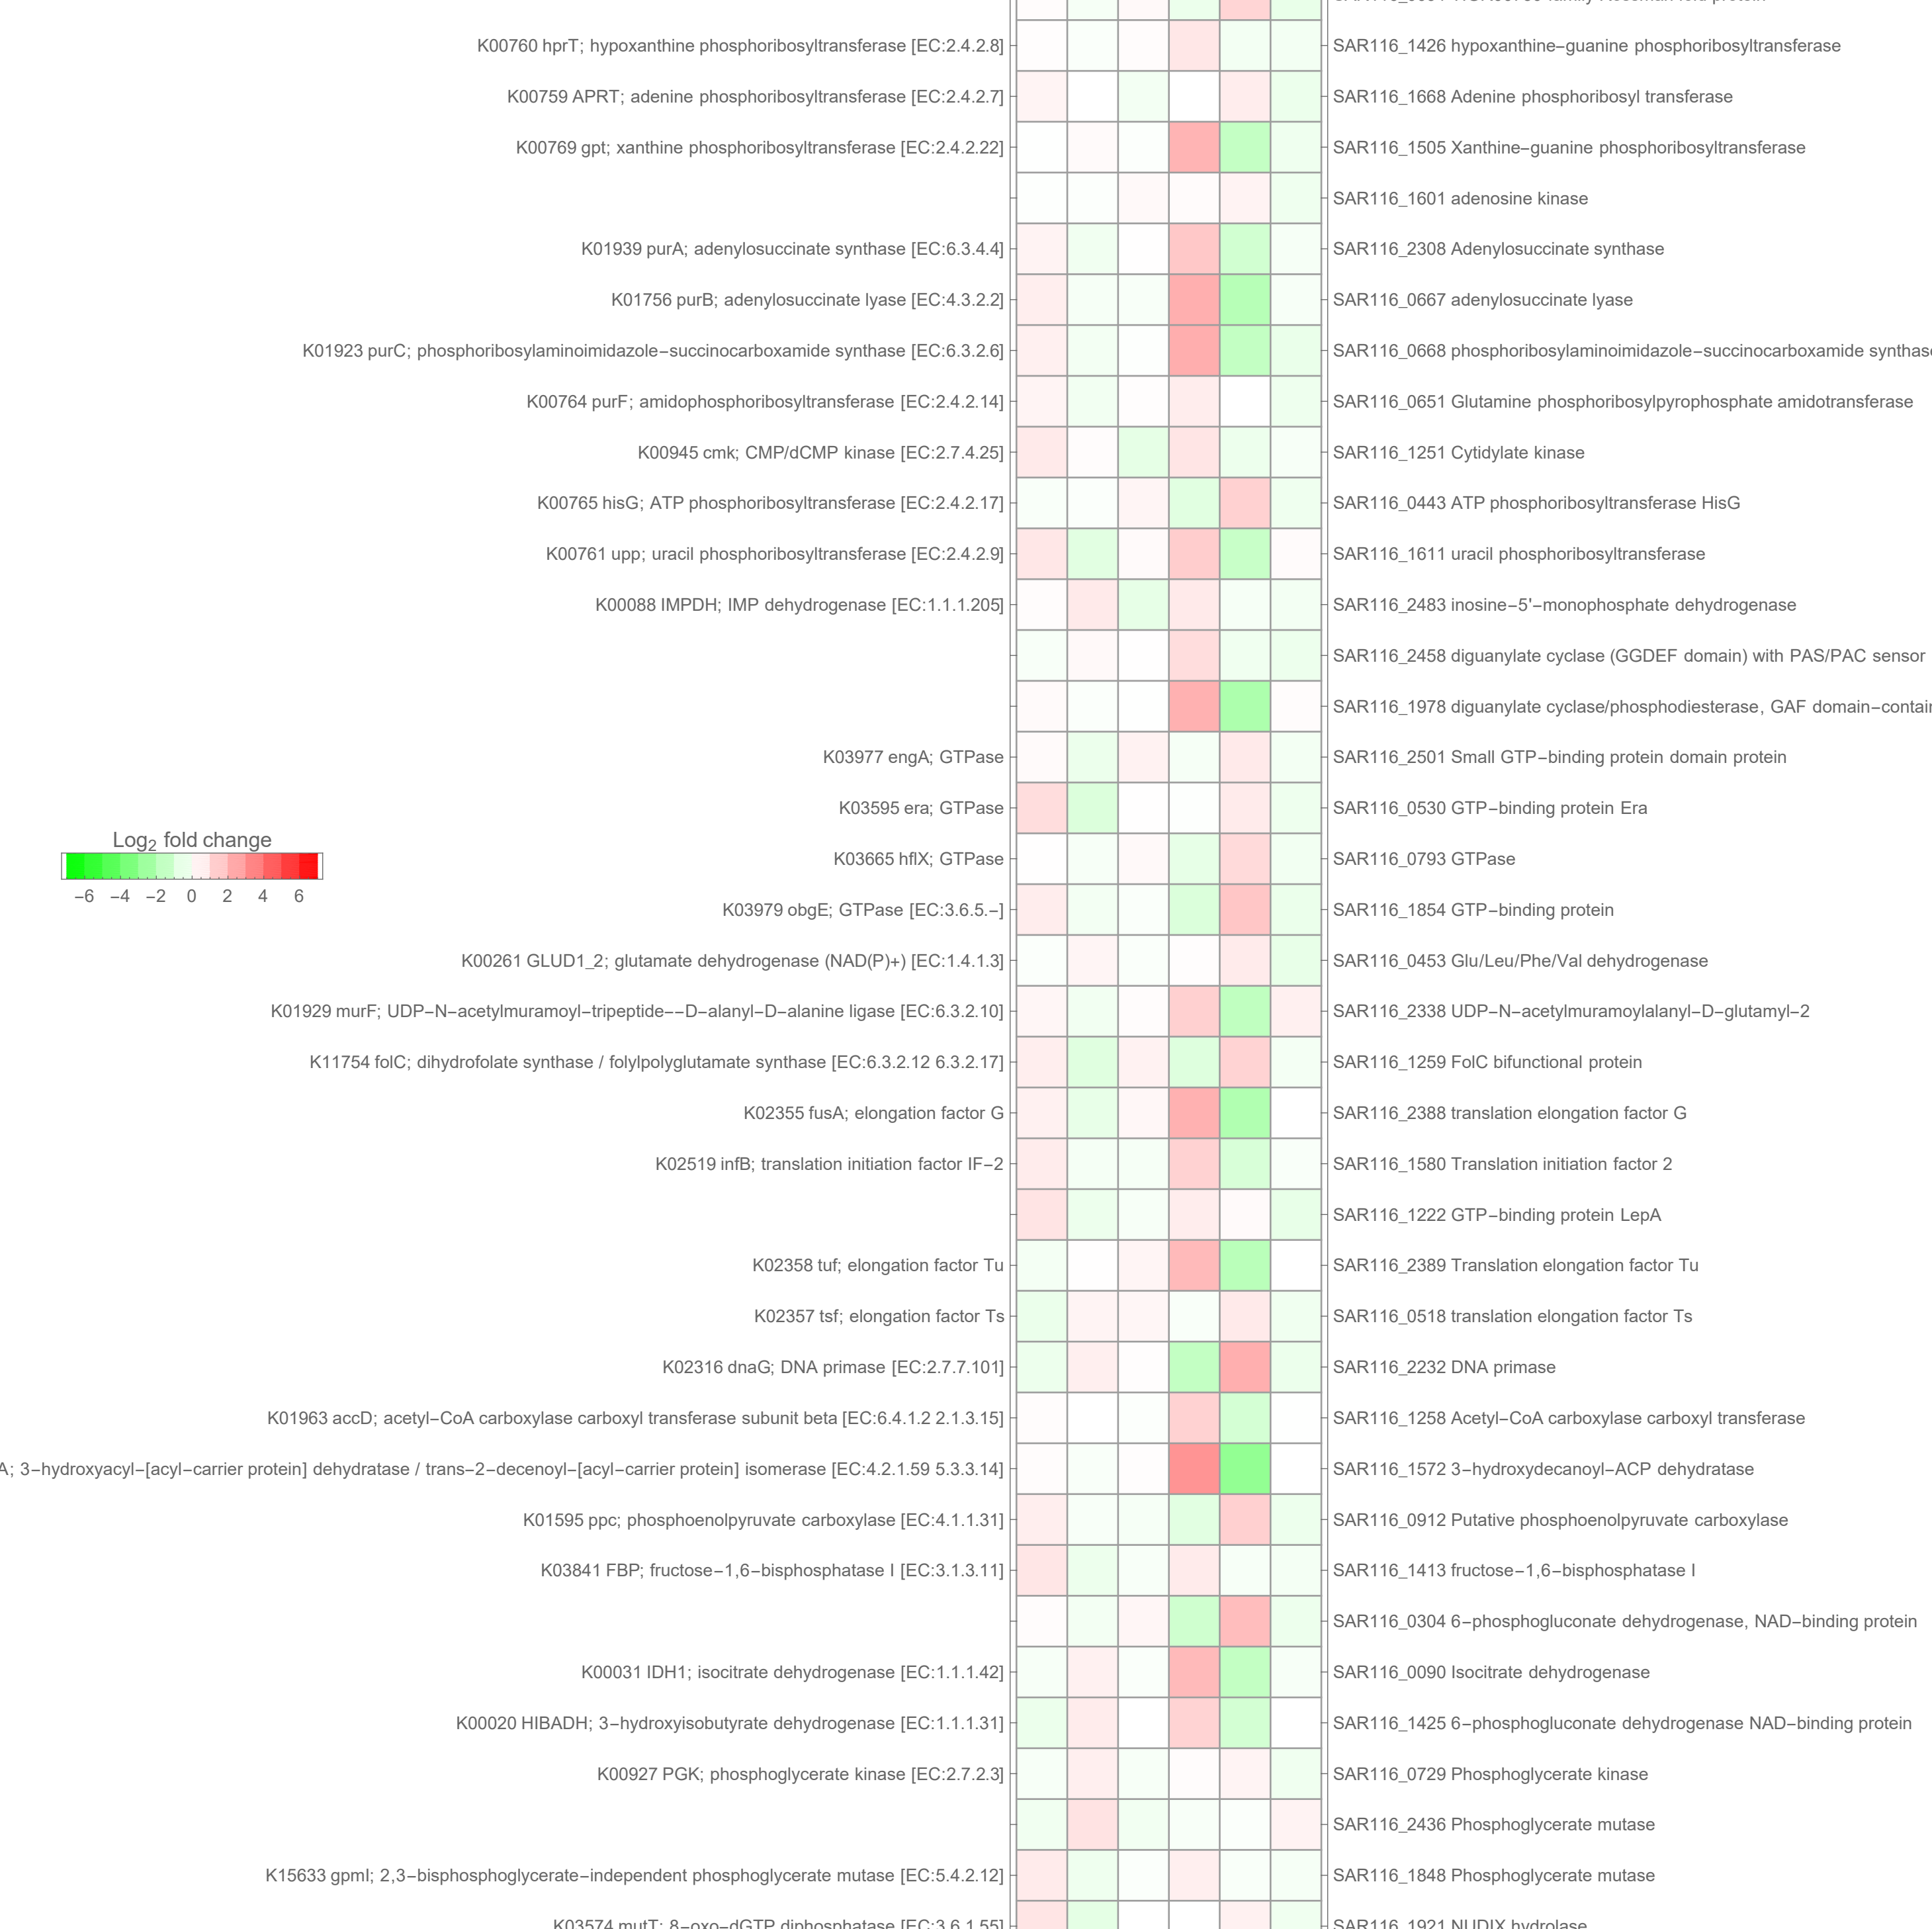 K00760 hprT; hypoxanthine phosphoribosyltransferase [EC:2.4.2.8] SAR116_1426 hypoxanthine−guanine phosphoribosyltransferase
K00759 APRT; adenine phosphoribosyltransferase [EC:2.4.2.7] SAR116_1668 Adenine phosphoribosyl transferase
K00769 gpt; xanthine phosphoribosyltransferase [EC:2.4.2.22] SAR116_1505 Xanthine−guanine phosphoribosyltransferase
SAR116_1601 adenosine kinase
K01939 purA; adenylosuccinate synthase [EC:6.3.4.4] SAR116_2308 Adenylosuccinate synthase
K01756 purB; adenylosuccinate lyase [EC:4.3.2.2] SAR116_0667 adenylosuccinate lyase
K01923 purC; phosphoribosylaminoimidazole−succinocarboxamide synthase [EC:6.3.2.6] SAR116_0668 phosphoribosylaminoimidazole−succinocarboxamide synthase
K00764 purF; amidophosphoribosyltransferase [EC:2.4.2.14] SAR116_0651 Glutamine phosphoribosylpyrophosphate amidotransferase
K00945 cmk; CMP/dCMP kinase [EC:2.7.4.25] SAR116_1251 Cytidylate kinase
K00765 hisG; ATP phosphoribosyltransferase [EC:2.4.2.17] SAR116_0443 ATP phosphoribosyltransferase HisG
K00761 upp; uracil phosphoribosyltransferase [EC:2.4.2.9] SAR116_1611 uracil phosphoribosyltransferase
K00088 IMPDH; IMP dehydrogenase [EC:1.1.1.205] SAR116_2483 inosine−5'−monophosphate dehydrogenase
SAR116_2458 diguanylate cyclase (GGDEF domain) with PAS/PAC sensor
SAR116_1978 diguanylate cyclase/phosphodiesterase, GAF
K03977 engA; GTPase SAR116_2501 Small GTP−binding protein domain protein
K03595 era; GTPase SAR116_0530 GTP−binding protein Era
Log2 fold change
−6 −4 −2 0 2 4 6
K03665 hflX; GTPase SAR116_0793 GTPase
K03979 obgE; GTPase [EC:3.6.5.−] SAR116_1854 GTP−binding protein
K00261 GLUD1_2; glutamate dehydrogenase (NAD(P)+) [EC:1.4.1.3] SAR116_0453 Glu/Leu/Phe/Val dehydrogenase
K01929 murF; UDP−N−acetylmuramoyl−tripeptide−−D−alanyl−D−alanine ligase [EC:6.3.2.10] SAR116_2338 UDP−N−acetylmuramoylalanyl−D−glutamyl−2
K11754 folC; dihydrofolate synthase / folylpolyglutamate synthase [EC:6.3.2.12 6.3.2.17] SAR116_1259 FolC bifunctional protein
K02355 fusA; elongation factor G SAR116_2388 translation elongation factor G
K02519 infB; translation initiation factor IF−2 SAR116_1580 Translation initiation factor 2
SAR116_1222 GTP−binding protein LepA
K02358 tuf; elongation factor Tu SAR116_2389 Translation elongation factor Tu
K02357 tsf; elongation factor Ts SAR116_0518 translation elongation factor Ts
K02316 dnaG; DNA primase [EC:2.7.7.101] SAR116_2232 DNA primase
K01963 accD; acetyl−CoA carboxylase carboxyl transferase subunit beta [EC:6.4.1.2 2.1.3.15] SAR116_1258 Acetyl−CoA carboxylase carboxyl transferase
A; 3−hydroxyacyl−[acyl−carrier protein] dehydratase / trans−2−decenoyl−[acyl−carrier protein] isomerase [EC:4.2.1.59 5.3.3.14] SAR116_1572 3−hydroxydecanoyl−ACP dehydratase
K01595 ppc; phosphoenolpyruvate carboxylase [EC:4.1.1.31] SAR116_0912 Putative phosphoenolpyruvate carboxylase
K03841 FBP; fructose−1,6−bisphosphatase I [EC:3.1.3.11] SAR116_1413 fructose−1,6−bisphosphatase I
SAR116_0304 6−phosphogluconate dehydrogenase, NAD−binding protein
K00031 IDH1; isocitrate dehydrogenase [EC:1.1.1.42] SAR116_0090 Isocitrate dehydrogenase
K00020 HIBADH; 3−hydroxyisobutyrate dehydrogenase [EC:1.1.1.31] SAR116_1425 6−phosphogluconate dehydrogenase NAD−binding protein
K00927 PGK; phosphoglycerate kinase [EC:2.7.2.3] SAR116_0729 Phosphoglycerate kinase
SAR116_2436 Phosphoglycerate mutase
K15633 gpmI; 2,3−bisphosphoglycerate−independent phosphoglycerate mutase [EC:5.4.2.12] SAR116_1848 Phosphoglycerate mutase
K03574 mutT; 8−oxo−dGTP diphosphatase [EC:3.6.1.55] SAR116_1921 NUDIX hydrolase